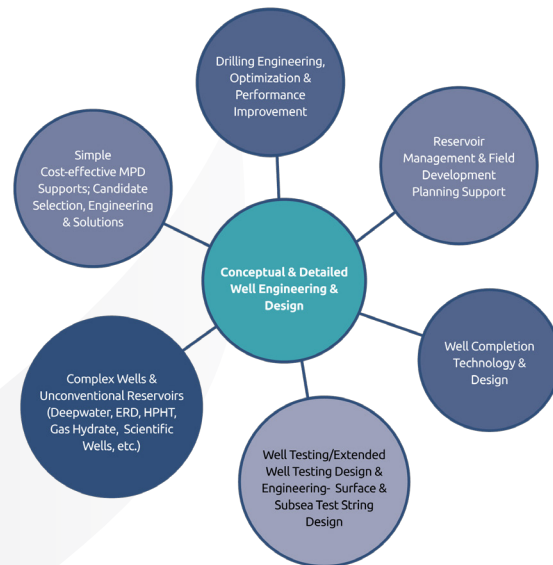 Drilling Engineering,
Optimization &
Performance
Improvement
Simple
Cost-effective MPD
Supports; Candidate
Selection, Engineering
& Solutions
Reservoir
Management & Field
Development
Planning Support
Conceptual & Detailed
Well Engineering &
Design
Well Completion
Technology &
Design
Complex Wells &
Unconventional Reservoirs
(Deepwater, ERD, HPHT,
Gas Hydrate, Scientific
Wells, etc.)
Well Testing/Extended
Well Testing Design &
Engineering- Surface &
Subsea Test String
Design